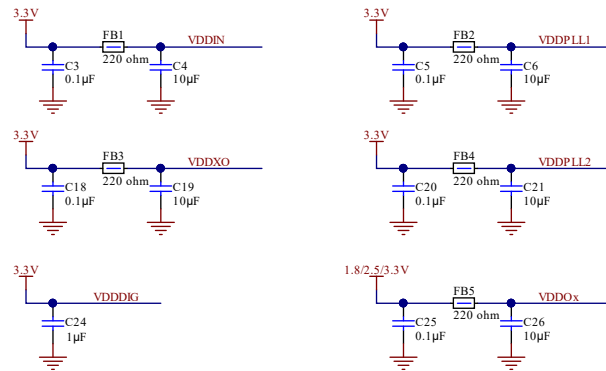 3.3V
FB1
VDDIN
C3
0.1µF
220 ohm
C4
10µF
3.3V
FB2
VDDPLL1
C5
0.1µF
220 ohm
C6
10µF
3.3V
FB3
VDDXO
C18
0.1µF
220 ohm
C19
10µF
3.3V
FB4
VDDPLL2
C20
0.1µF
220 ohm
C21
10µF
3.3V
VDDDIG
C24
1µF
1.8/2.5/3.3V
FB5
VDDOx
C25
0.1µF
220 ohm
C26
10µF